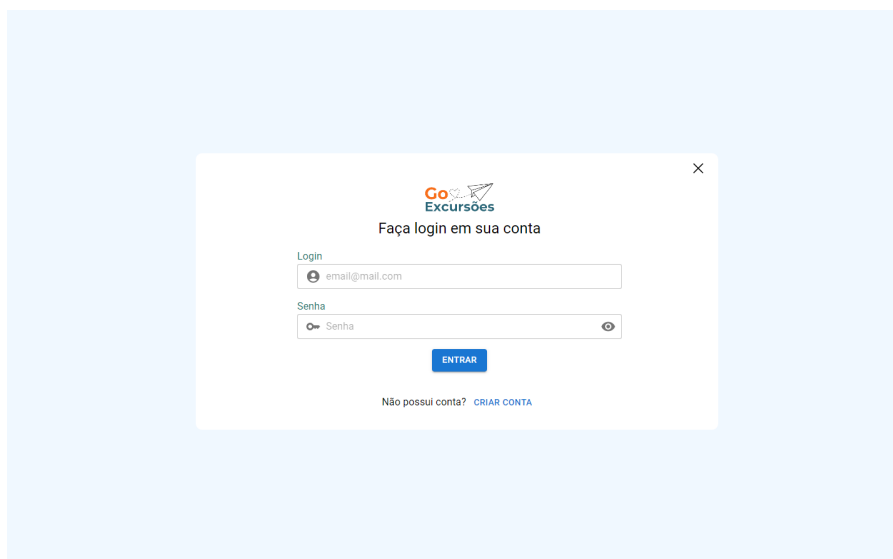 Go
Excursões
Faça login em sua conta
Login
email@mail.com
Senha
Senha
ENTRAR
Não possui conta? CRIAR CONTA